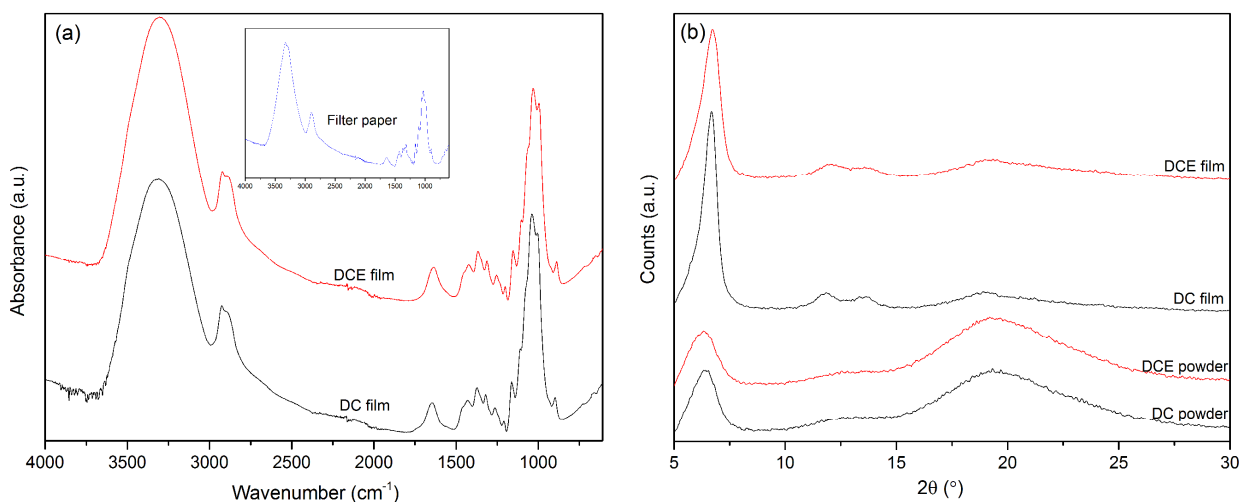 (a)
Filter paper
4000 3500 3000 2500 2000 1500 1000
DCE film
DC film
Absorbance (a.u.)
4000 3500 3000 2500 2000 1500 1000
Wavenumber (cm⁻¹)
(b)
DCE film
DC film
DCE powder
DC powder
Counts (a.u.)
5 10 15 20 25 30
2θ (°)